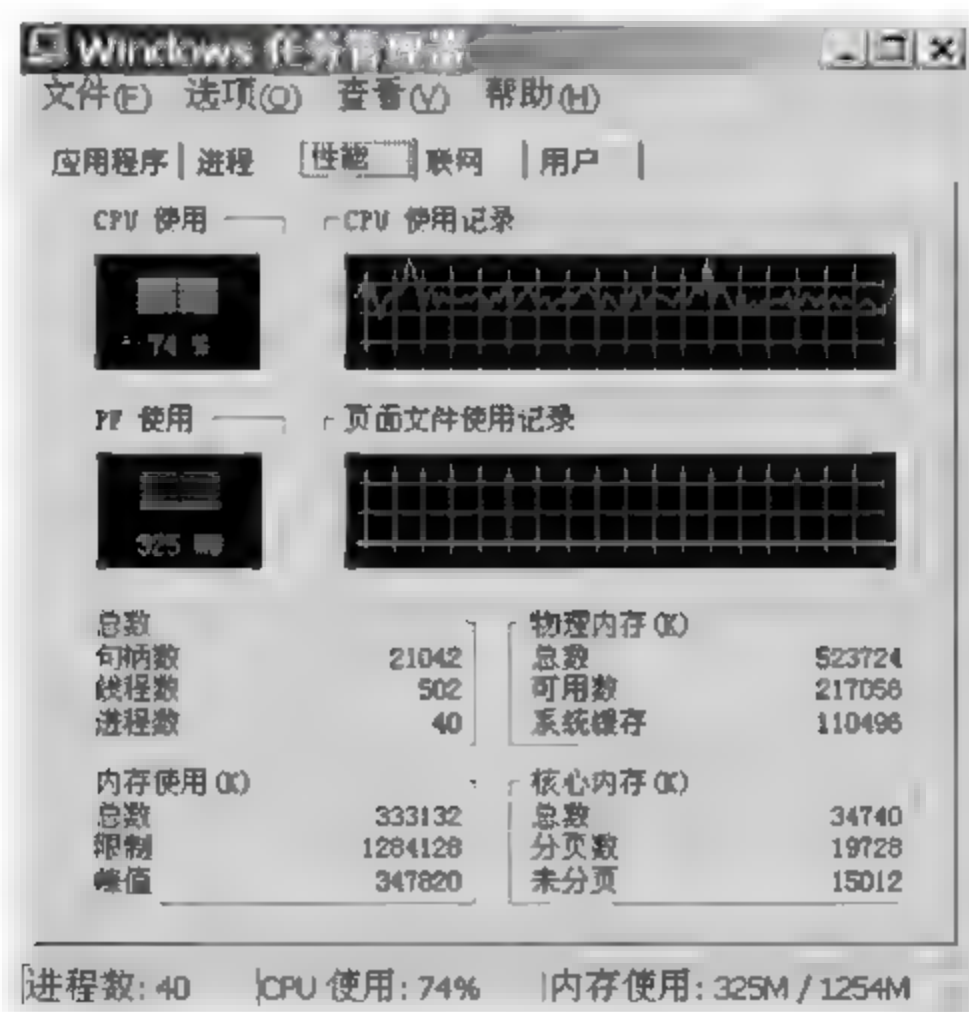 Windows 任务管理器
文件(F) 选项(O) 查看(V) 帮助(H)
应用程序 进程 性能 联网 用户
CPU 使用 CPU 使用记录
74 %
PF 使用 页面文件使用记录
325 MB
总数 物理内存(K)
句柄数 21042 总数 523724
线程数 502 可用数 217056
进程数 40 系统缓存 110496
内存使用(K) 核心内存(K)
总数 333132 总数 34740
限制 1284128 分页数 19728
峰值 347820 未分页 15012
进程数: 40 CPU 使用: 74% 内存使用: 325M / 1254M